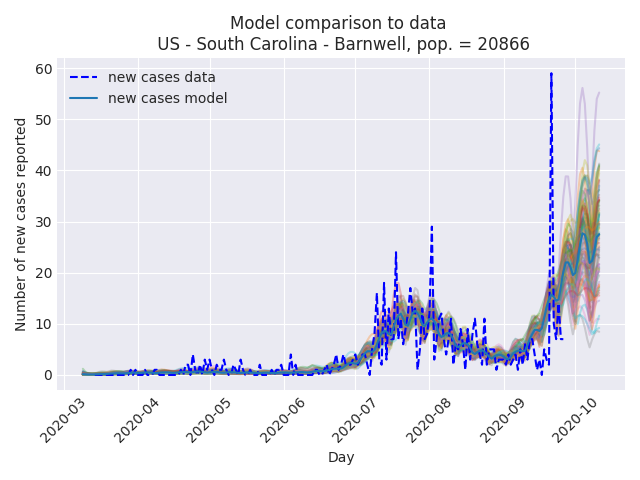 Model comparison to data
US - South Carolina - Barnwell, pop. = 20866
new cases data
new cases model
Number of new cases reported
60
50
40
30
20
10
0
2020-03
2020-04
2020-05
2020-06
2020-07
2020-08
2020-09
2020-10
Day